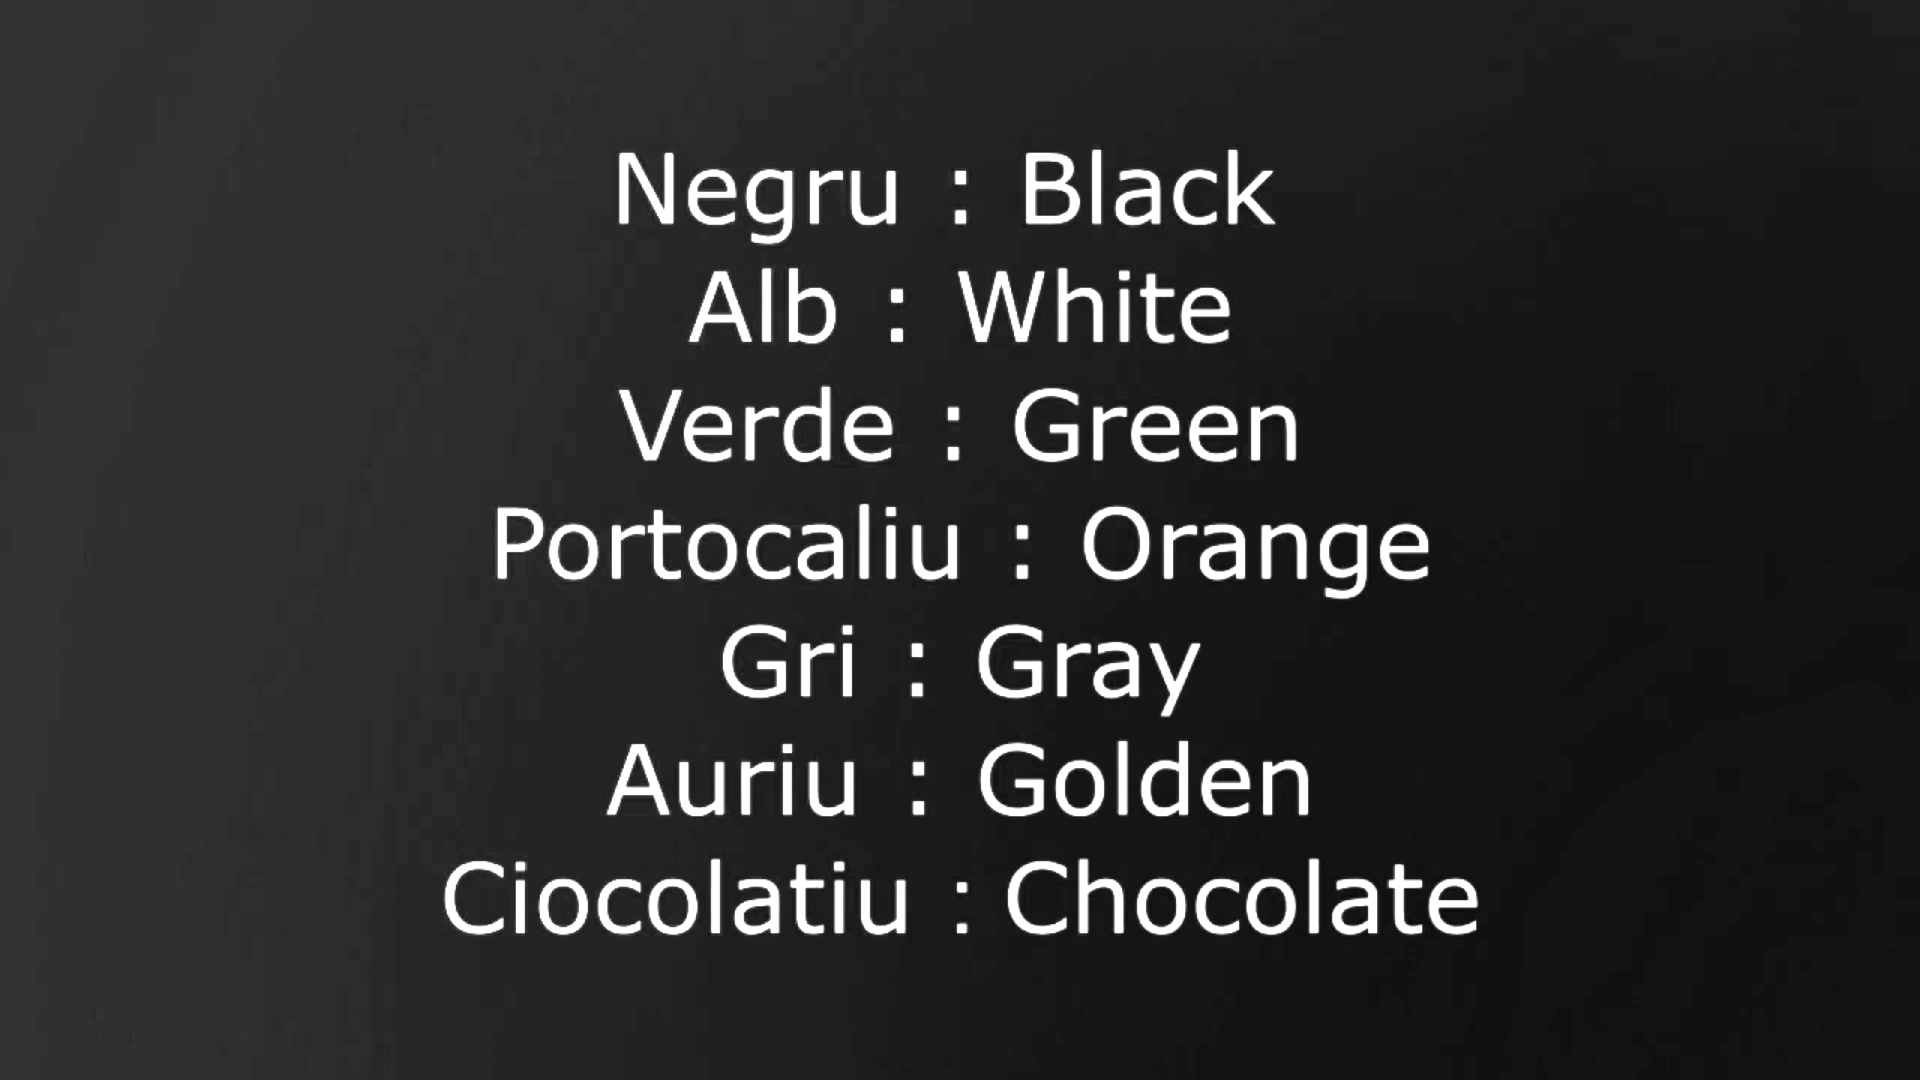 Negru : Black
Alb : White
Verde : Green
Portocaliu : Orange
Gri : Gray
Auriu : Golden
Ciocolatiu : Chocolate